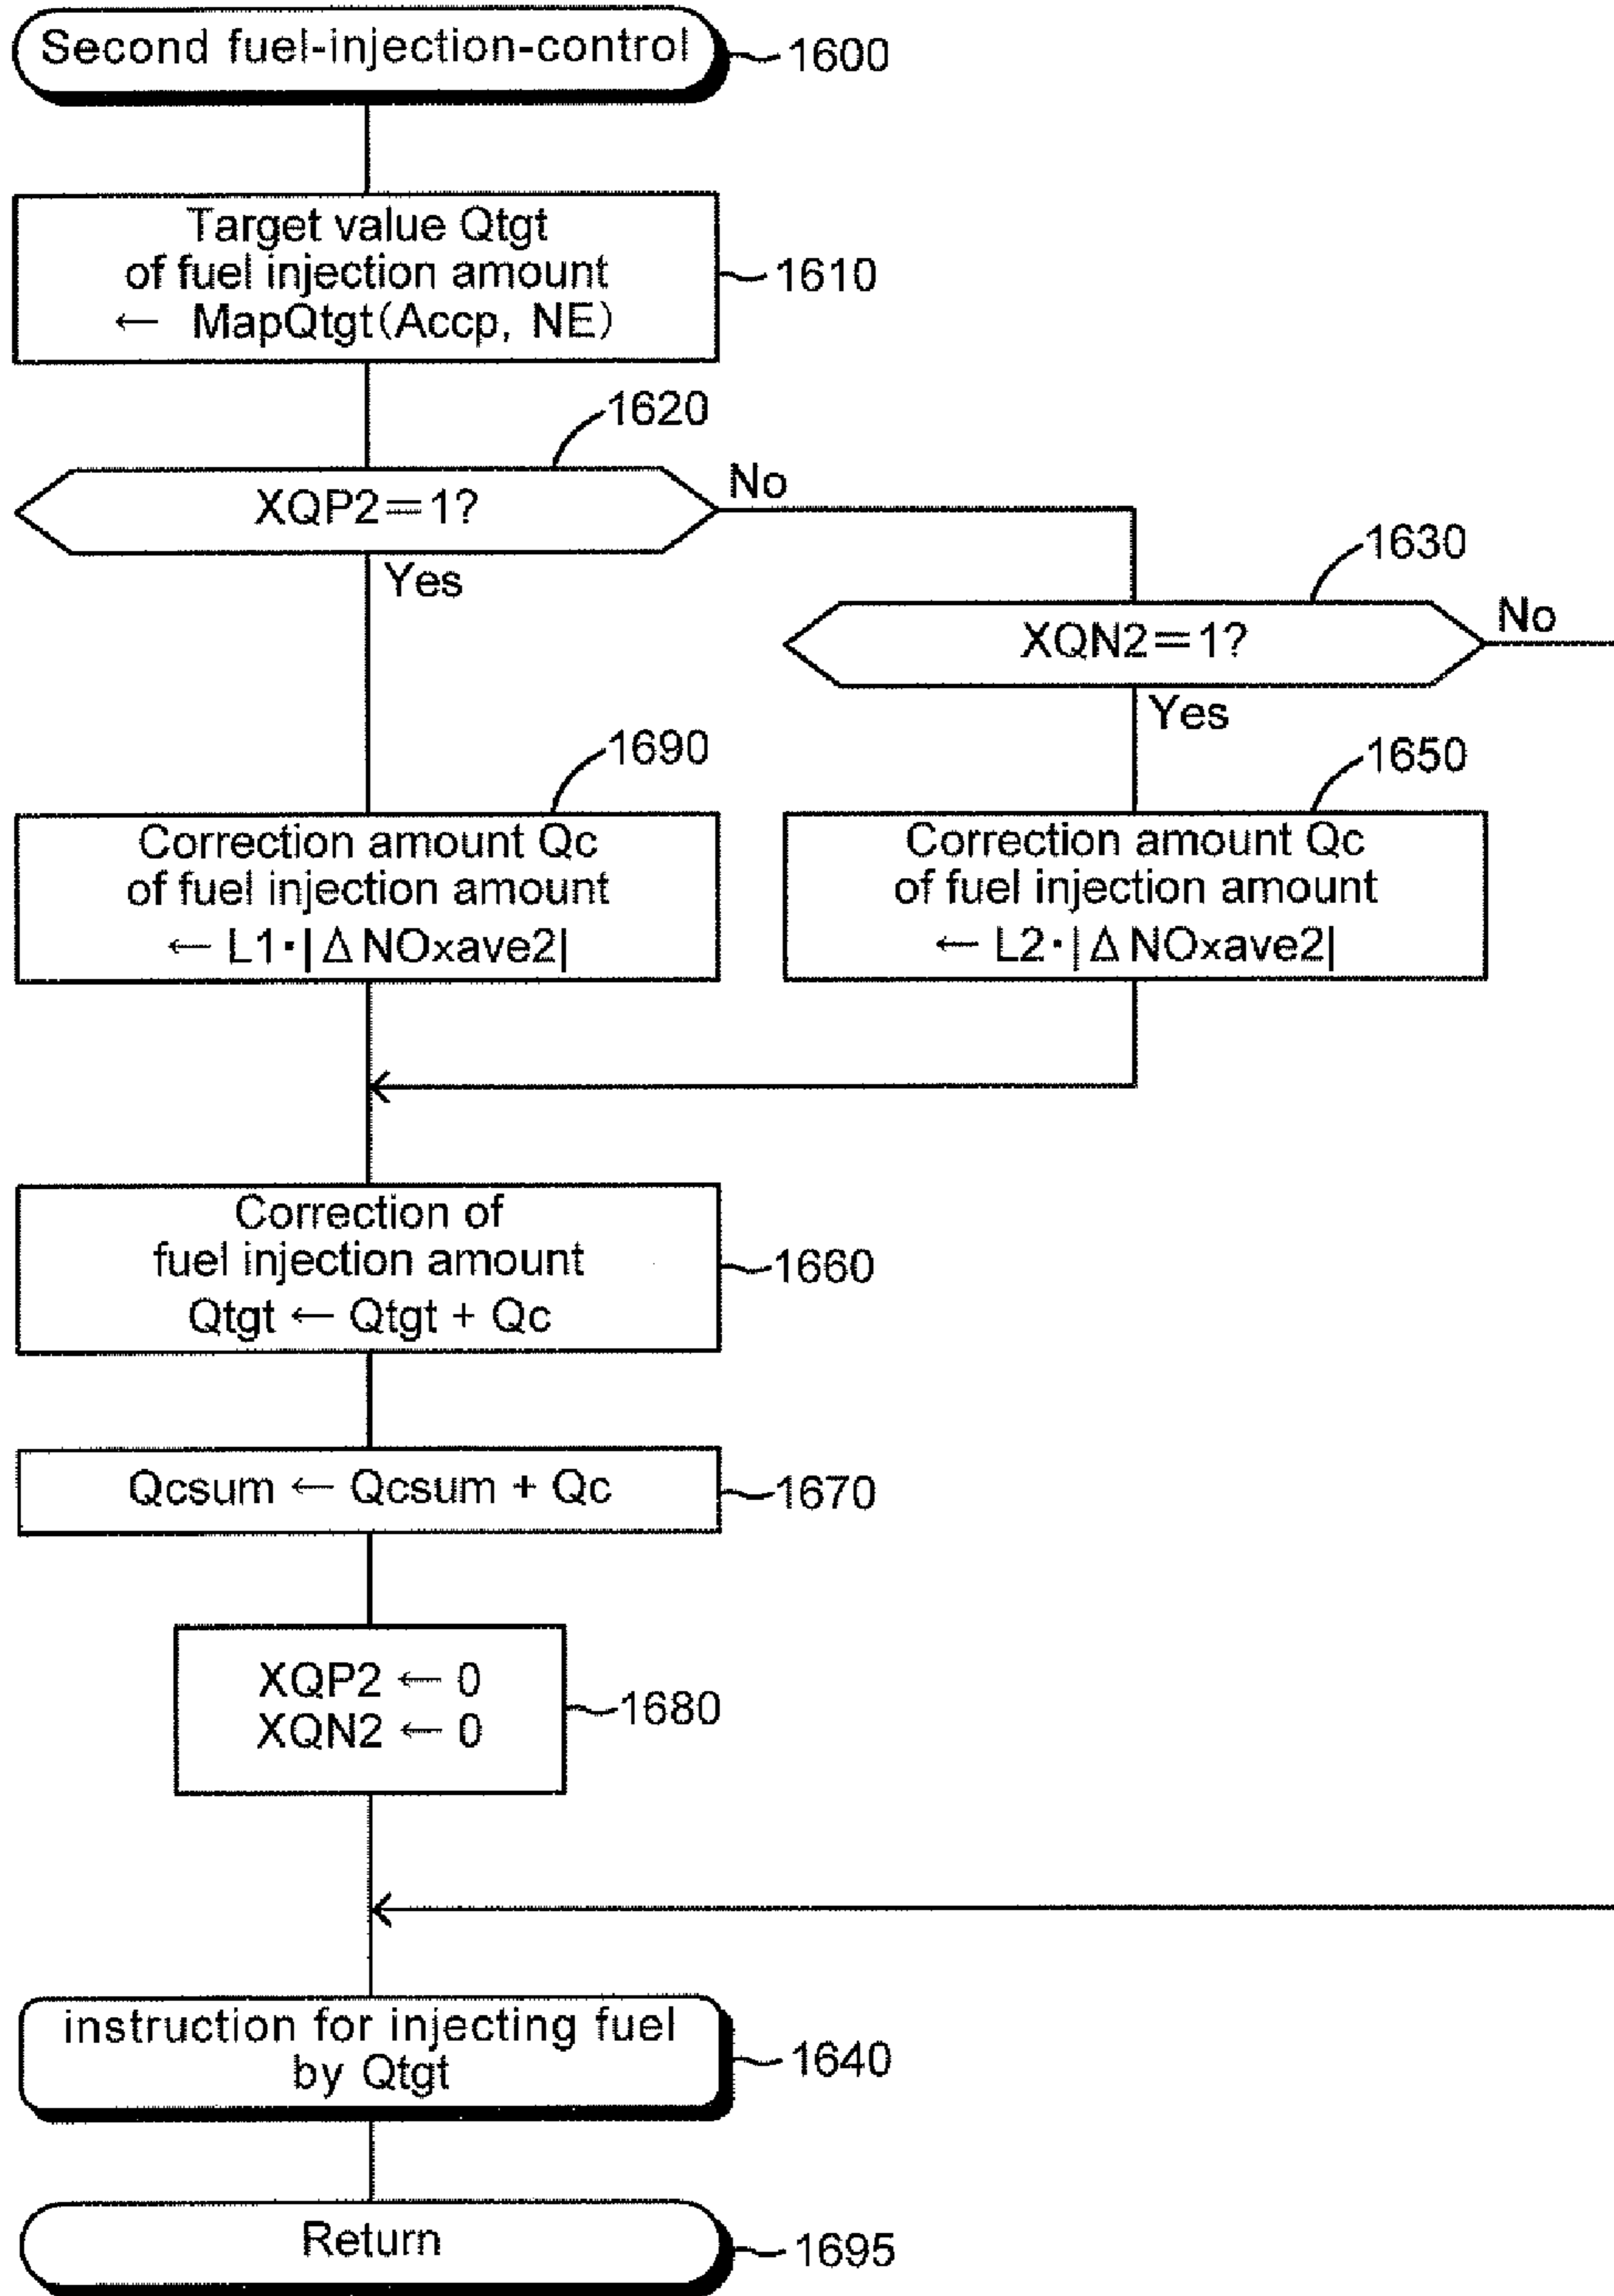 Second fuel-injection-control
1600
Target value Qtgt
of fuel injection amount
← MapQtgt(Accp, NE)
1610
1620
XQP2=1?
No
Yes
1630
XQN2=1?
No
Yes
1690
Correction amount Qc
of fuel injection amount
← L1・|ΔNOxave2|
1650
Correction amount Qc
of fuel injection amount
← L2・|ΔNOxave2|
Correction of
fuel injection amount
Qtgt ← Qtgt + Qc
1660
Qcsum ← Qcsum + Qc
1670
XQP2 ← 0
XQN2 ← 0
1680
instruction for injecting fuel
by Qtgt
1640
Return
1695